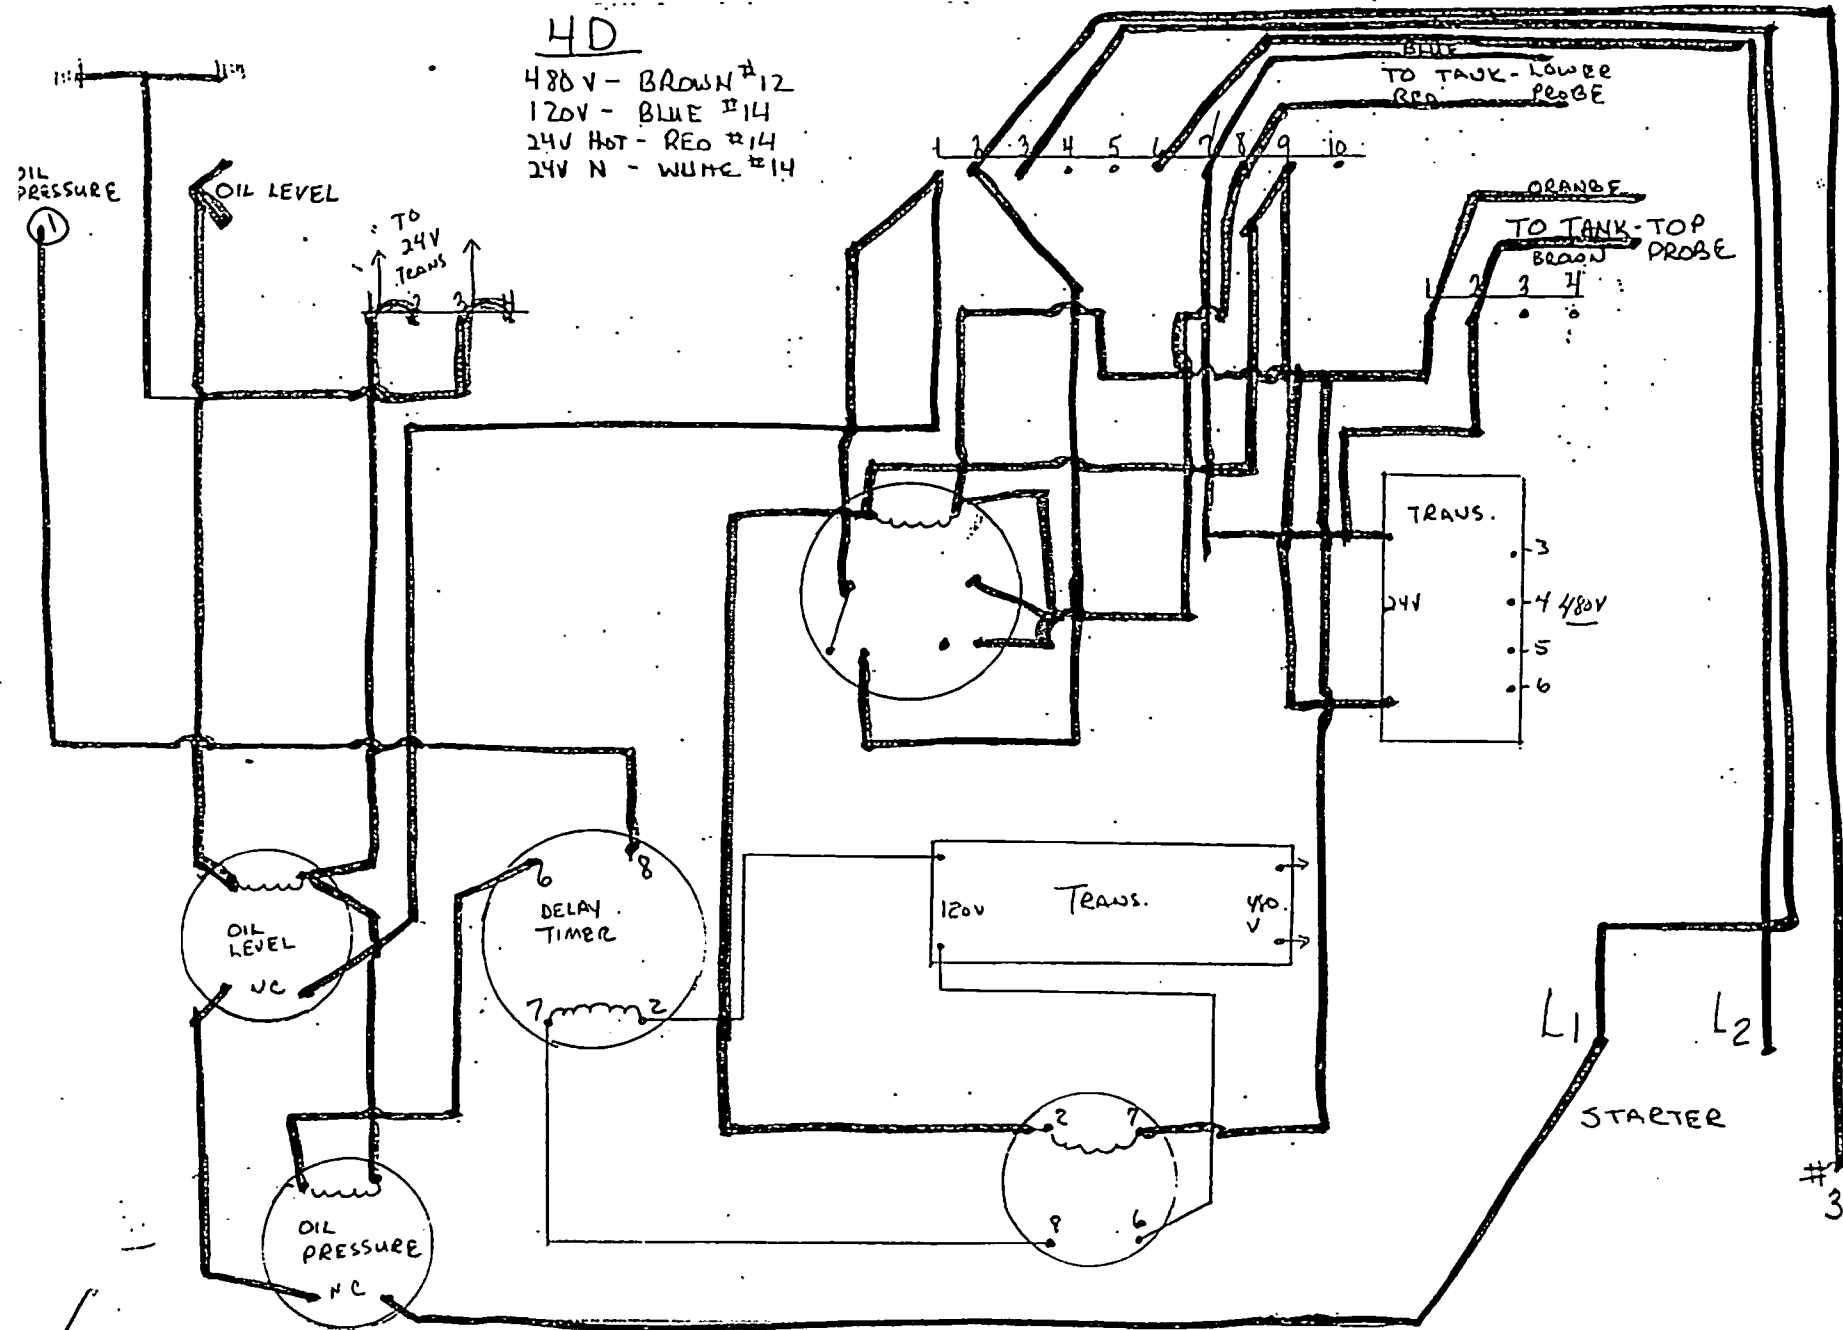 4D
480 V - BROWN #12
120V - BLUE #14
24V HOT - RED #14
24V N - WHITE #14
BLUE
TO TANK - LOWER
RED PROBE
1 2 3 4 5 6 7 8 9 10
OIL
PRESSURE
OIL LEVEL
TO
24V
TRANS
1 2 3 4
ORANGE
TO TANK - TOP
BROWN PROBE
1 2 3 4
TRANS.
3
24V
4 480V
5
6
6
8
DELAY
TIMER
7 2
OIL
LEVEL
NC
TRANS.
120V
480
V
L1
L2
STARTER
#3
2 7
8 6
OIL
PRESSURE
NC